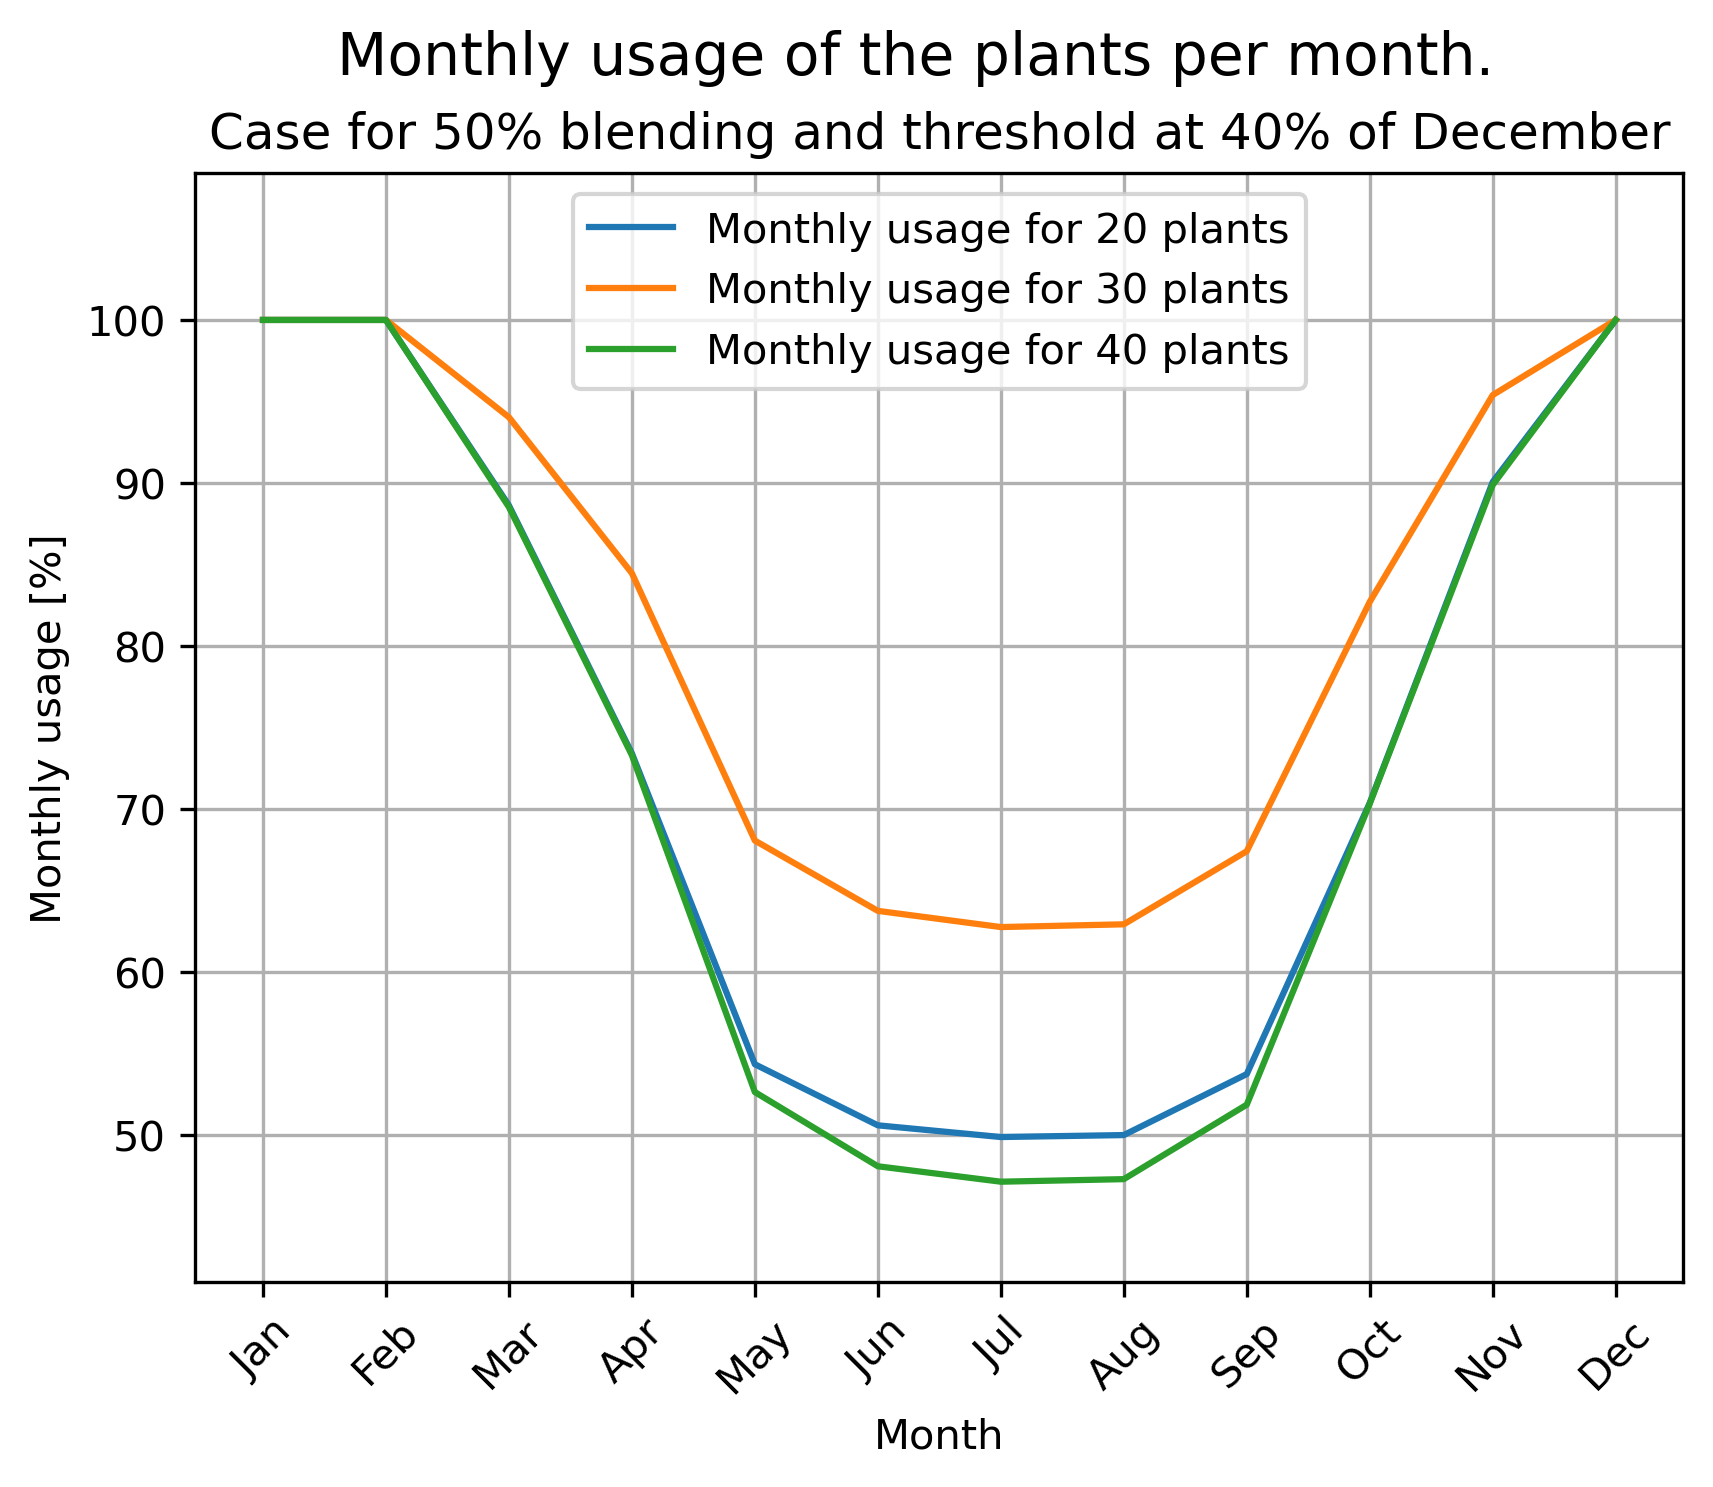 Monthly usage of the plants per month.
Case for 50% blending and threshold at 40% of December
Monthly usage for 20 plants
Monthly usage for 30 plants
Monthly usage for 40 plants
100
90
80
70
60
50
Monthly usage [%]
Jan Feb Mar Apr May Jun Jul Aug Sep Oct Nov Dec
Month